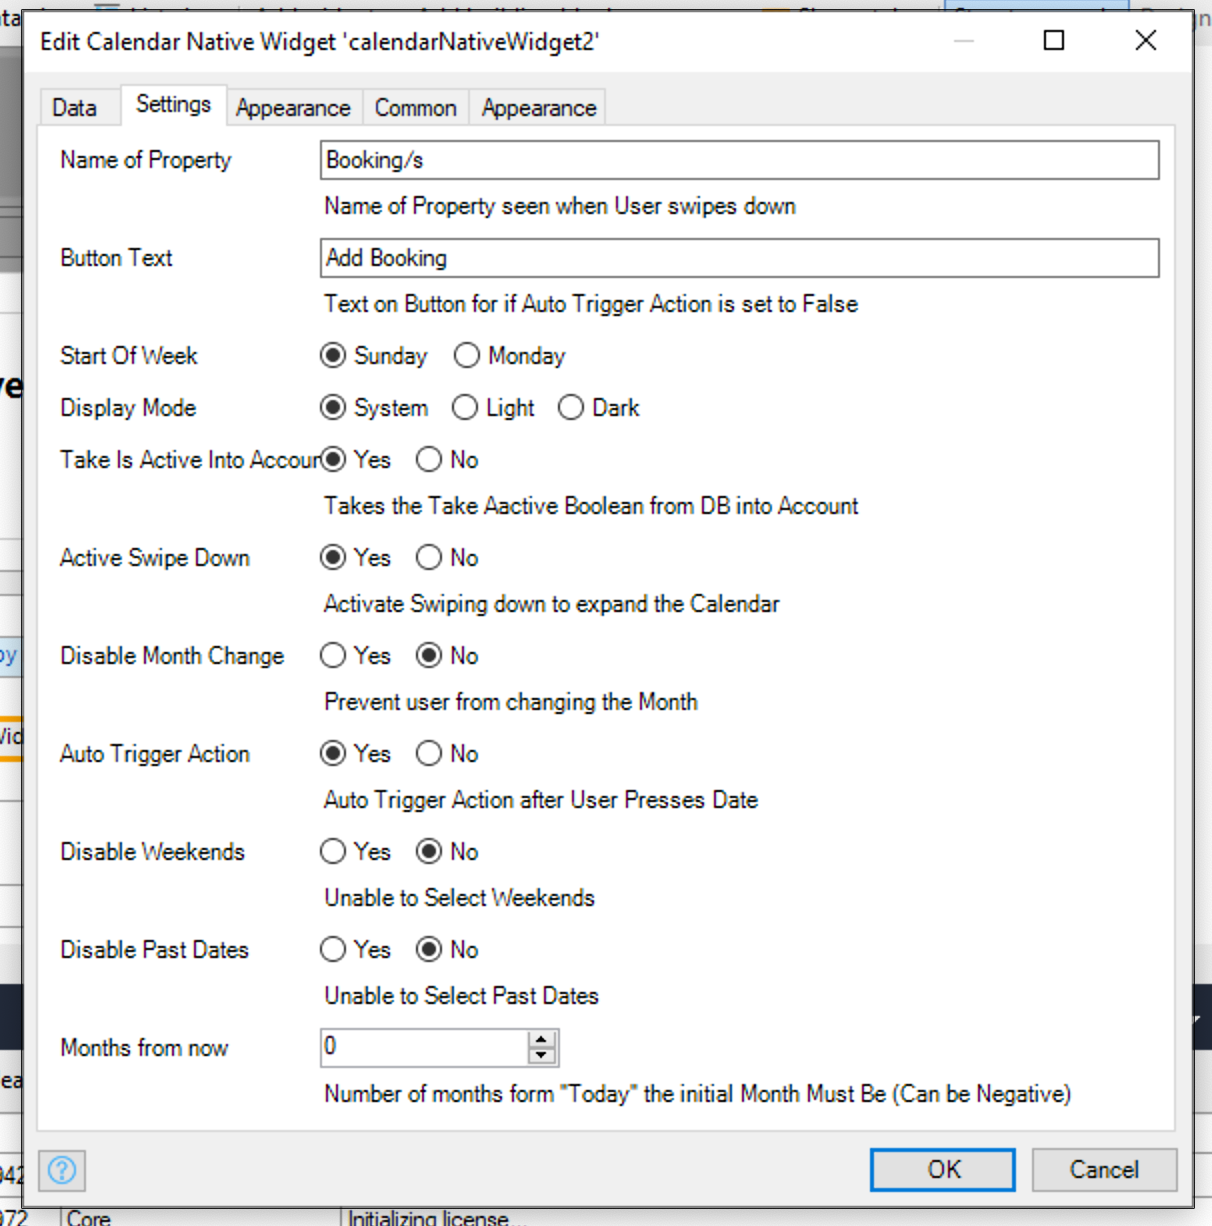 Edit Calendar Native Widget 'calendarNativeWidget2'
Data Settings Appearance Common Appearance
Name of Property Booking/s
Name of Property seen when User swipes down
Button Text Add Booking
Text on Button for if Auto Trigger Action is set to False
Start Of Week Sunday Monday
Display Mode System Light Dark
Take Is Active Into Accoun Yes No
Takes the Take Aactive Boolean from DB into Account
Active Swipe Down Yes No
Activate Swiping down to expand the Calendar
Disable Month Change Yes No
Prevent user from changing the Month
Auto Trigger Action Yes No
Auto Trigger Action after User Presses Date
Disable Weekends Yes No
Unable to Select Weekends
Disable Past Dates Yes No
Unable to Select Past Dates
Months from now 0
Number of months form "Today" the initial Month Must Be (Can be Negative)
? OK Cancel
Core Initializing license...